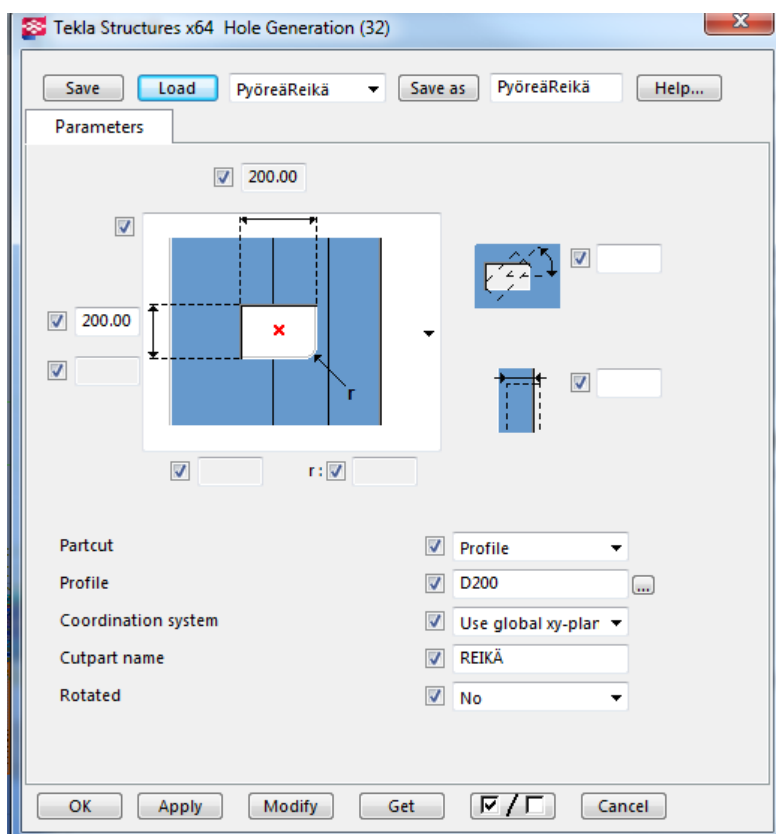 Tekla Structures x64 Hole Generation (32)
Save Load PyöreäReikä Save as PyöreäReikä Help...
Parameters
200.00
200.00
r
r :
Partcut Profile
Profile D200 ...
Coordination system Use global xy-plar
Cutpart name REIKÄ
Rotated No
OK Apply Modify Get / Cancel